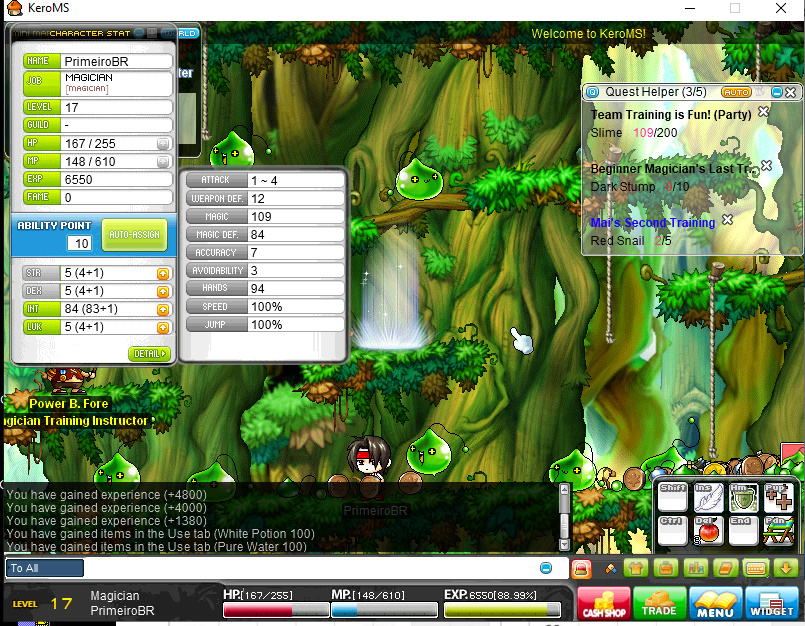 KeroMS
Welcome to KeroMS!
CHARACTER STAT
WORLD
NAME PrimeiroBR
JOB MAGICIAN
[MAGICIAN]
LEVEL 17
GUILD -
HP 167 / 255
MP 148 / 610
EXP 6550
FAME 0
ABILITY POINT
10 AUTO-ASSIGN
STR 5 (4+1)
DEX 5 (4+1)
INT 84 (83+1)
LUK 5 (4+1)
DETAIL
ATTACK 1 ~ 4
WEAPON DEF. 12
MAGIC 109
MAGIC DEF. 84
ACCURACY 7
AVOIDABILITY 3
HANDS 94
SPEED 100%
JUMP 100%
Quest Helper (3/5) AUTO
Team Training is Fun! (Party)
Slime 109/200
Beginner Magician's Last Tr..
Dark Stump /10
Mai's Second Training
Red Snail 2/5
Power B. Fore
agician Training Instructor
PrimeiroBR
You have gained experience (+4800)
You have gained experience (+4000)
You have gained experience (+1380)
You have gained items in the Use tab (White Potion 100)
You have gained items in the Use tab (Pure Water 100)
To All
Shift Ins Hm Pup
Ctrl Del End Pdn
LEVEL 17
Magician
PrimeiroBR
HP.[167/255] MP.[148/610] EXP.6550[88.99%]
CASH SHOP TRADE MENU WIDGET